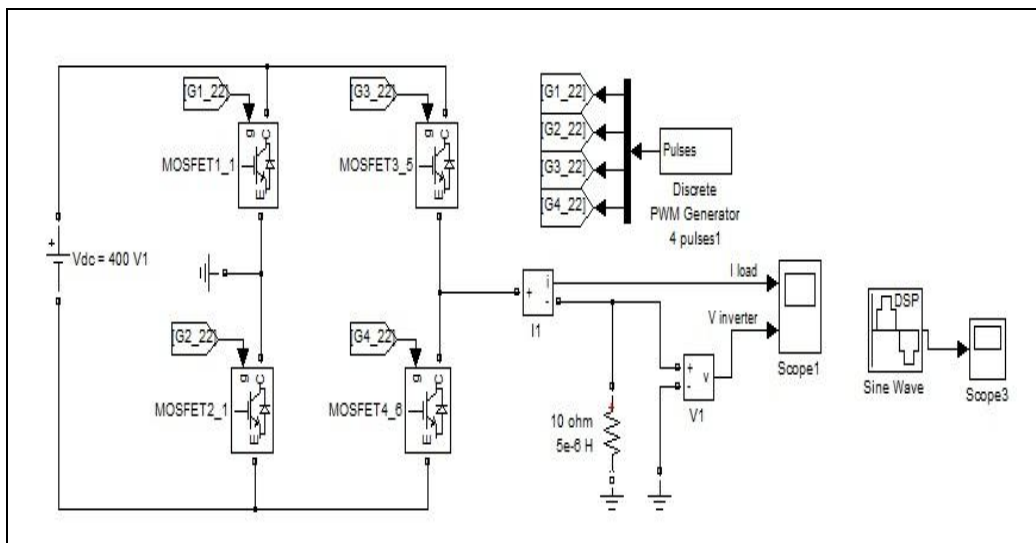 [G1_22]
[G3_22]
g
C
E
MOSFET1_1
g
C
E
MOSFET3_5
+
Vdc = 400 V1
[G2_22]
[G4_22]
g
C
E
MOSFET2_1
g
C
E
MOSFET4_6
[G1_22]
[G2_22]
[G3_22]
[G4_22]
Pulses
Discrete
PWM Generator
4 pulses1
+
i
-
I1
I load
V inverter
Scope1
+
-
v
V1
+
10 ohm
5e-6 H
DSP
Sine Wave
Scope3